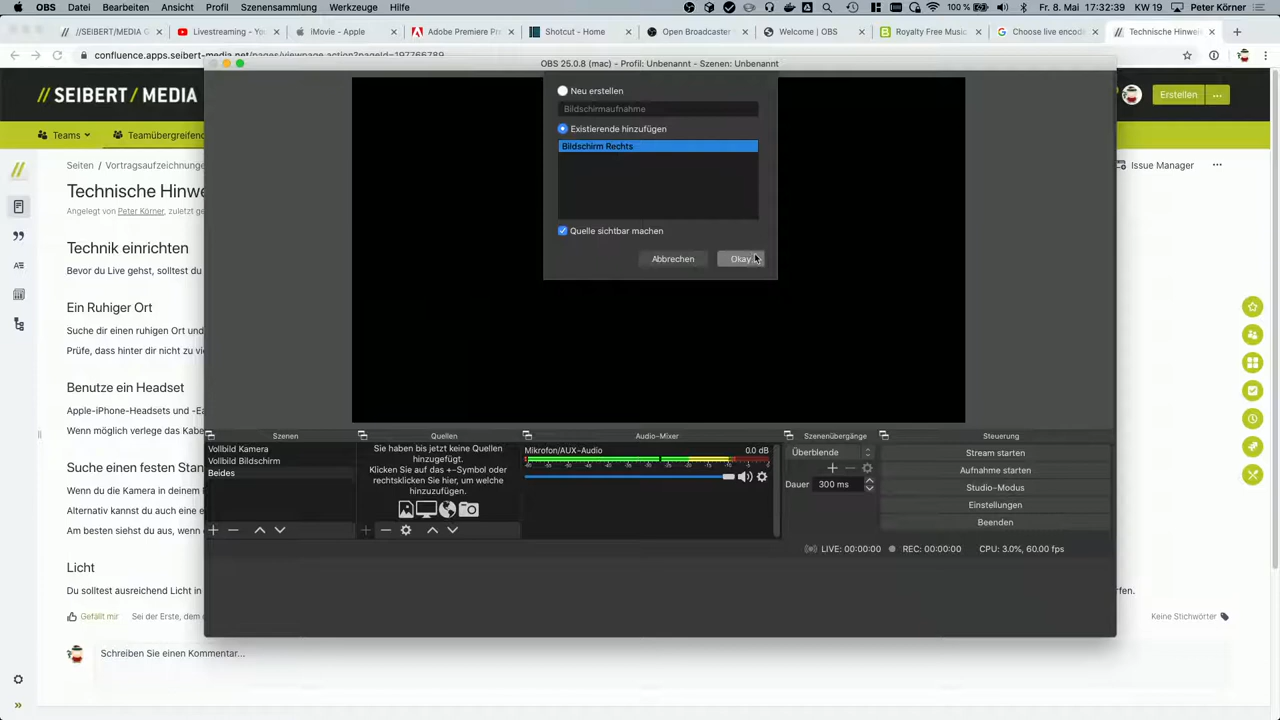 OBS Datei Bearbeiten Ansicht Profil Szenensammlung Werkzeuge Hilfe 100 % Fr. 8. Mai 17:32:39 KW 19 Peter Körner
//SEIBERT/MEDIA G Livestreaming - Yo iMovie - Apple Adobe Premiere Pr Shotcut - Home Open Broadcaster Welcome | OBS Royalty Free Music Choose live encod Technische Hinwei
confluence.apps.seibert-media.net/pages/viewpage.action?pageId=197766789
OBS 25.0.8 (mac) - Profil: Unbenannt - Szenen: Unbenannt
// SEIBERT / MEDIA
Erstellen
Teams
Teamübergreifend
Seiten / Vortragsaufzeichnunge
Issue Manager
Technische Hinwe
Angelegt von Peter Körner, zuletzt ge
Technik einrichten
Bevor du Live gehst, solltest du
Ein Ruhiger Ort
Suche dir einen ruhigen Ort und
Prüfe, dass hinter dir nicht zu vi
Benutze ein Headset
Apple-iPhone-Headsets und -Ea
Wenn möglich verlege das Kabe
Suche einen festen Stan
Wenn du die Kamera in deinem
Alternativ kannst du auch eine e
Am besten siehst du aus, wenn
Licht
Du solltest ausreichend Licht in
rfen.
Gefällt mir
Sei der Erste, dem d
Keine Stichwörter
Schreiben Sie einen Kommentar...
Neu erstellen
Bildschirmaufnahme
Existierende hinzufügen
Bildschirm Rechts
Quelle sichtbar machen
Abbrechen
Okay
Szenen
Vollbild Kamera
Vollbild Bildschirm
Beides
Quellen
Sie haben bis jetzt keine Quellen
hinzugefügt.
Klicken Sie auf das +-Symbol oder
rechtsklicken Sie hier, um welche
hinzuzufügen.
Audio-Mixer
Mikrofon/AUX-Audio 0.0 dB
Szenenübergänge
Überblende
Dauer 300 ms
Steuerung
Stream starten
Aufnahme starten
Studio-Modus
Einstellungen
Beenden
LIVE: 00:00:00 REC: 00:00:00 CPU: 3.0%, 60.00 fps